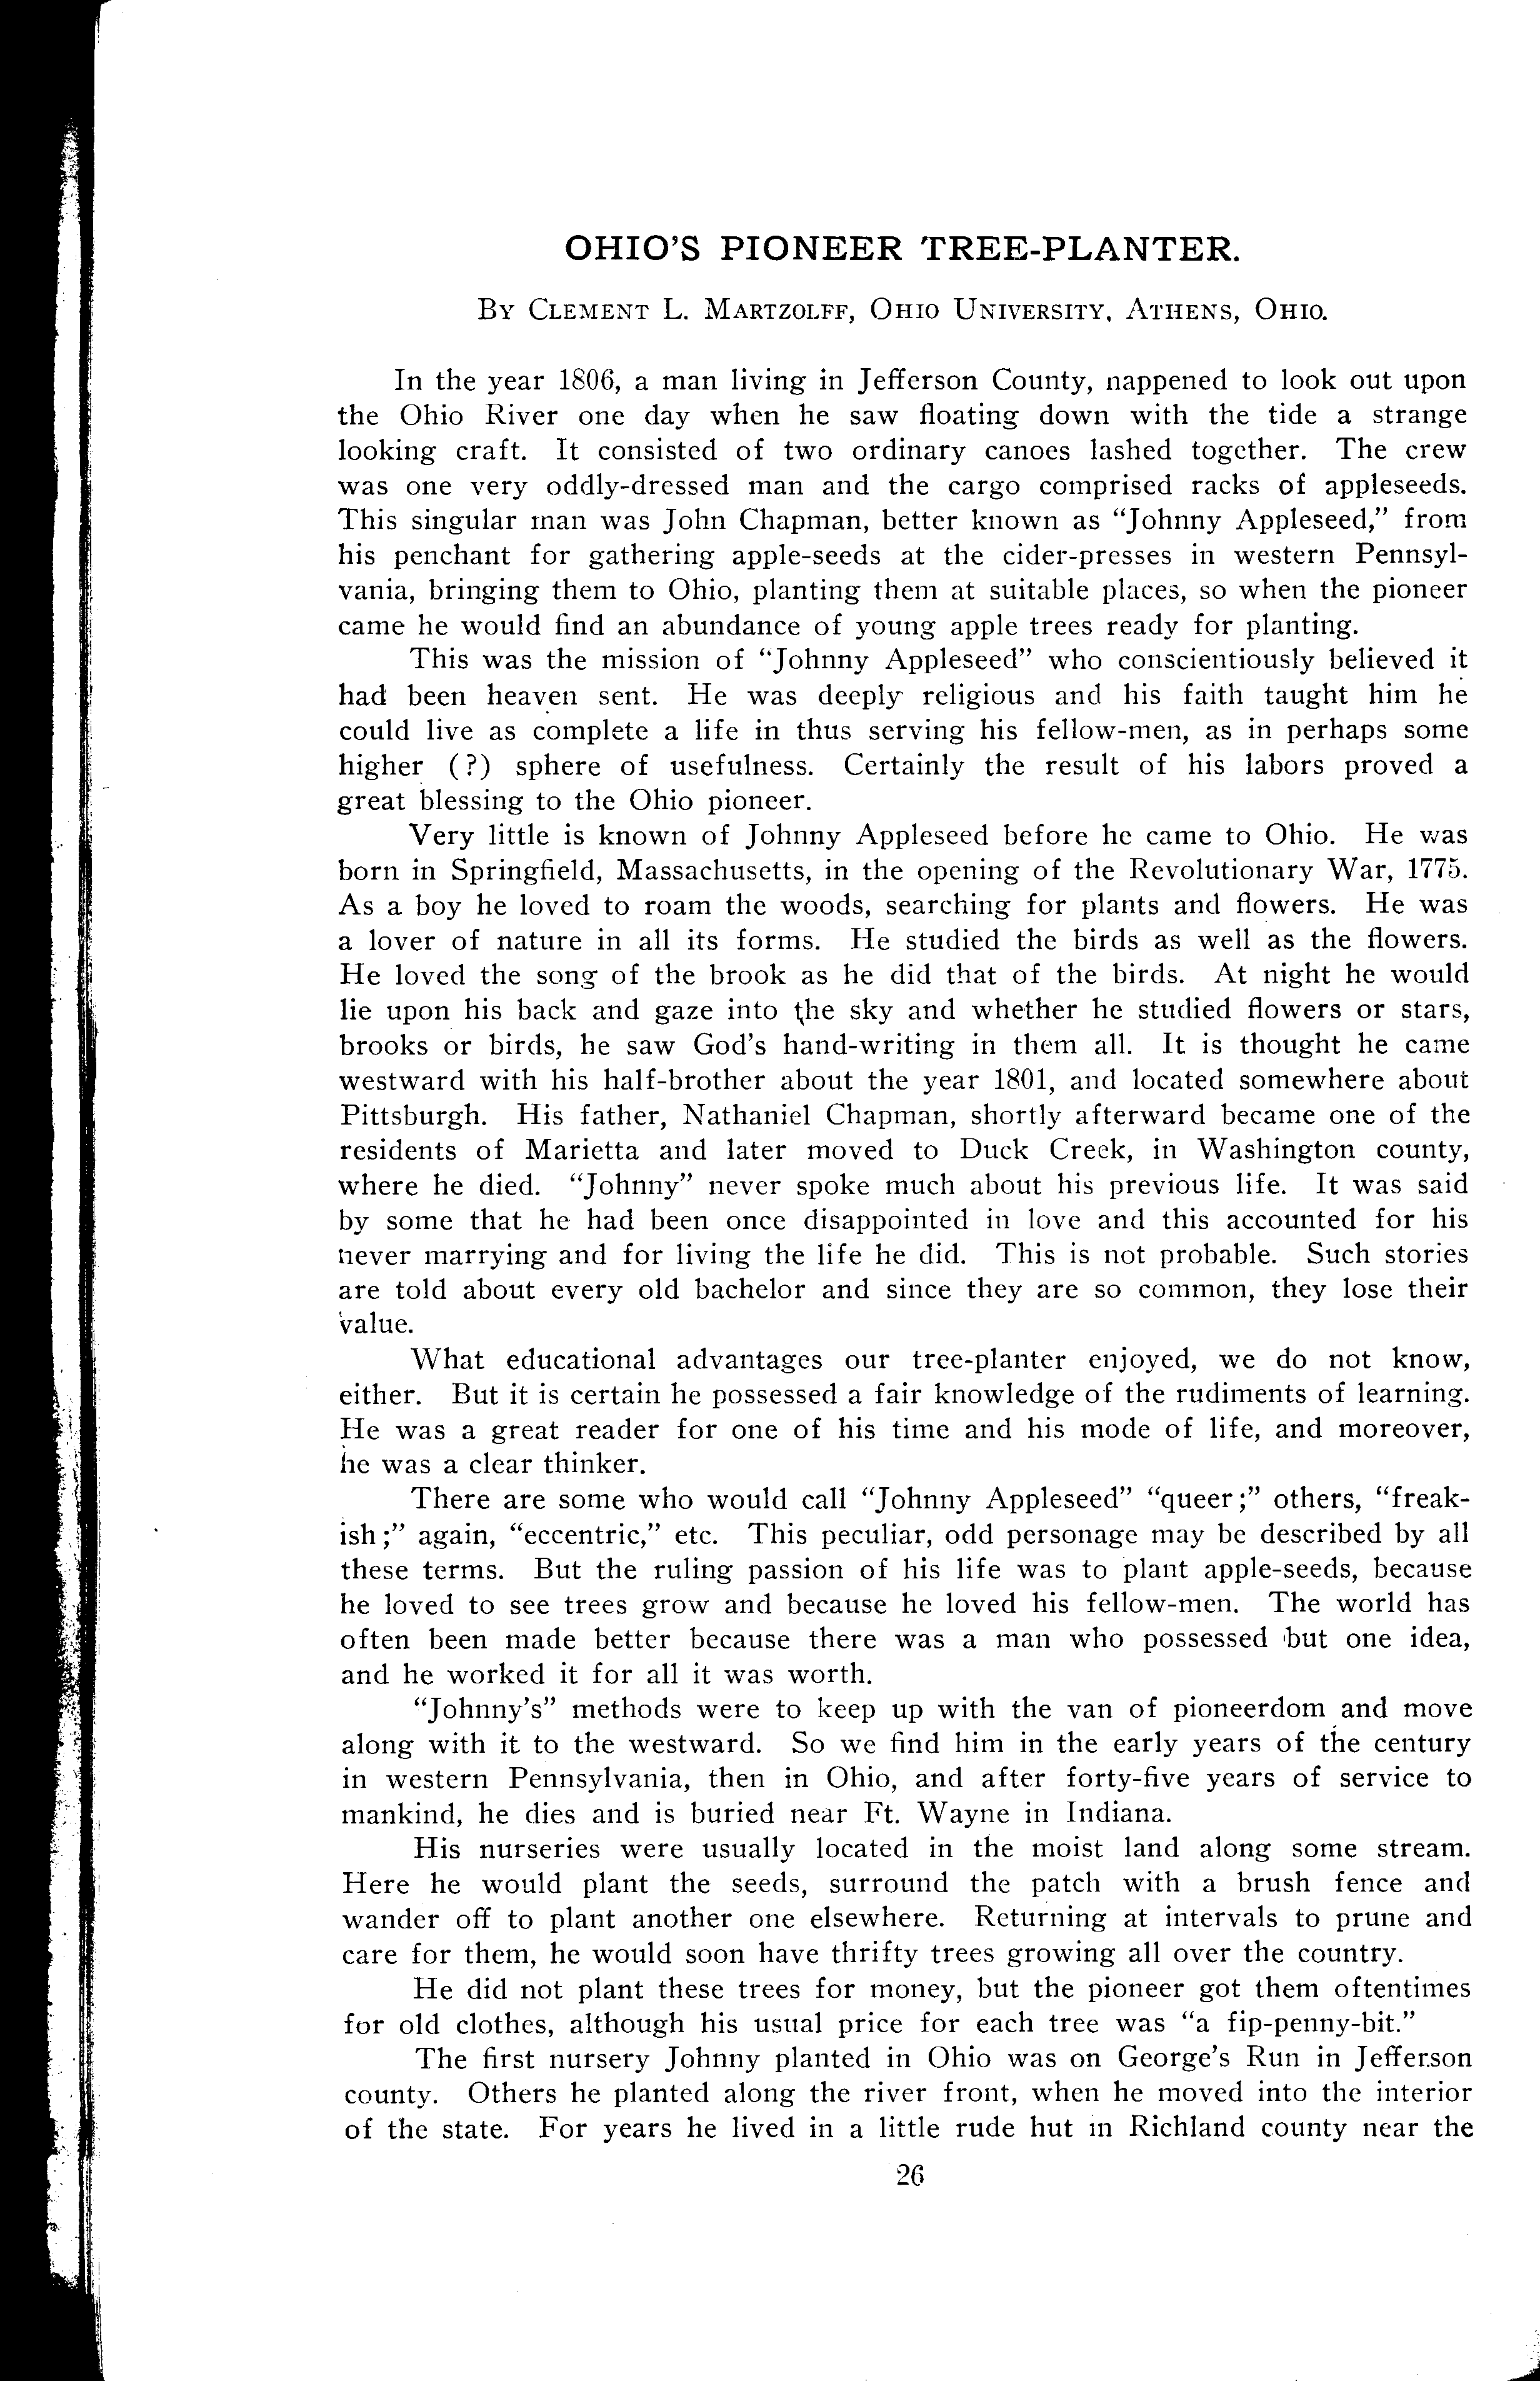 OHIO'S PIONEER TREE-PLANTER.
BY CLEMENT L. MARTZOLFF, OHIO UNIVERSITY, ATHENS, OHIO.
In the year 1806, a man living in Jefferson County, nappened to look out upon
the Ohio River one day when he saw floating down with the tide a strange
looking craft. It consisted of two ordinary canoes lashed together. The crew
was one very oddly-dressed man and the cargo comprised racks of appleseeds.
This singular man was John Chapman, better known as "Johnny Appleseed," from
his penchant for gathering apple-seeds at the cider-presses in western Pennsyl-
vania, bringing them to Ohio, planting them at suitable places, so when the pioneer
came he would find an abundance of young apple trees ready for planting.
This was the mission of "Johnny Appleseed" who conscientiously believed it
had been heaven sent. He was deeply religious and his faith taught him he
could live as complete a life in thus serving his fellow-men, as in perhaps some
higher (?) sphere of usefulness. Certainly the result of his labors proved a
great blessing to the Ohio pioneer.
Very little is known of Johnny Appleseed before he came to Ohio. He was
born in Springfield, Massachusetts, in the opening of the Revolutionary War, 1775.
As a boy he loved to roam the woods, searching for plants and flowers. He was
a lover of nature in all its forms. He studied the birds as well as the flowers.
He loved the song of the brook as he did that of the birds. At night he would
lie upon his back and gaze into the sky and whether he studied flowers or stars,
brooks or birds, he saw God's hand-writing in them all. It is thought he came
westward with his half-brother about the year 1801, and located somewhere about
Pittsburgh. His father, Nathaniel Chapman, shortly afterward became one of the
residents of Marietta and later moved to Duck Creek, in Washington county,
where he died. "Johnny" never spoke much about his previous life. It was said
by some that he had been once disappointed in love and this accounted for his
never marrying and for living the life he did. This is not probable. Such stories
are told about every old bachelor and since they are so common, they lose their
value.
What educational advantages our tree-planter enjoyed, we do not know,
either. But it is certain he possessed a fair knowledge of the rudiments of learning.
He was a great reader for one of his time and his mode of life, and moreover,
he was a clear thinker.
There are some who would call "Johnny Appleseed" "queer;" others, "freak-
ish;" again, "eccentric," etc. This peculiar, odd personage may be described by all
these terms. But the ruling passion of his life was to plant apple-seeds, because
he loved to see trees grow and because he loved his fellow-men. The world has
often been made better because there was a man who possessed but one idea,
and he worked it for all it was worth.
"Johnny's" methods were to keep up with the van of pioneerdom and move
along with it to the westward. So we find him in the early years of the century
in western Pennsylvania, then in Ohio, and after forty-five years of service to
mankind, he dies and is buried near Ft. Wayne in Indiana.
His nurseries were usually located in the moist land along some stream.
Here he would plant the seeds, surround the patch with a brush fence and
wander off to plant another one elsewhere. Returning at intervals to prune and
care for them, he would soon have thrifty trees growing all over the country.
He did not plant these trees for money, but the pioneer got them oftentimes
for old clothes, although his usual price for each tree was "a fip-penny-bit."
The first nursery Johnny planted in Ohio was on George's Run in Jefferson
county. Others he planted along the river front, when he moved into the interior
of the state. For years he lived in a little rude hut in Richland county near the
26